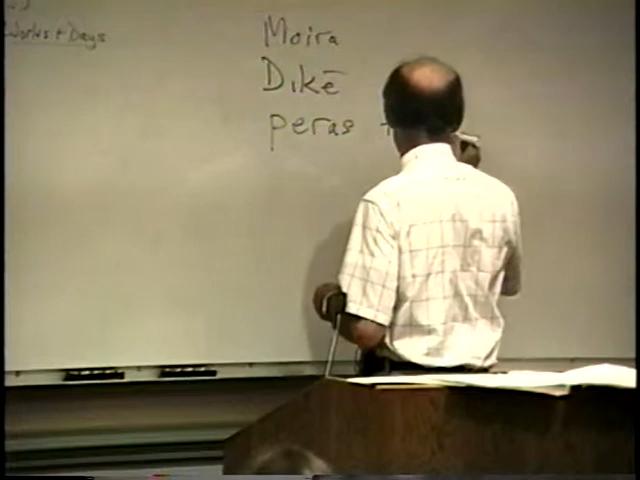 Works + Days
Moira
Dikē
peras +